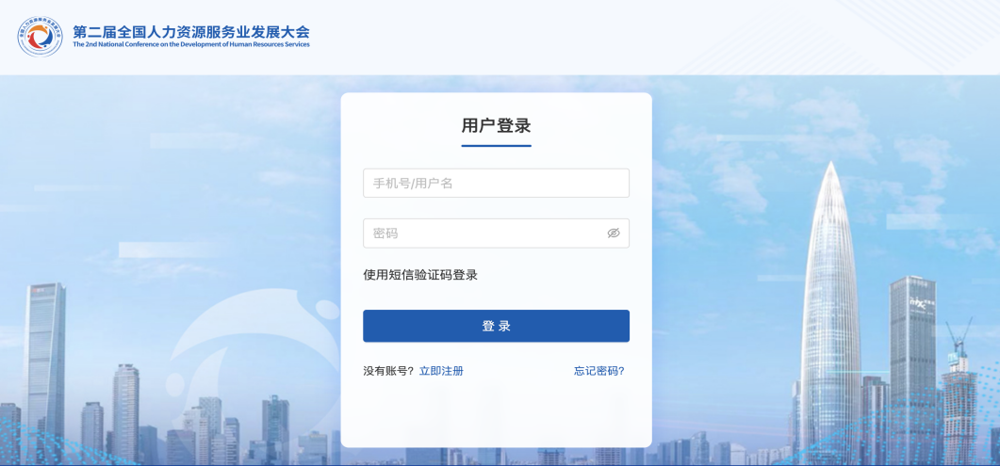 第二届全国人力资源服务业发展大会
The 2nd National Conference on the Development of Human Resources Services
用户登录
手机号/用户名
密码
使用短信验证码登录
登 录
没有账号？立即注册
忘记密码?